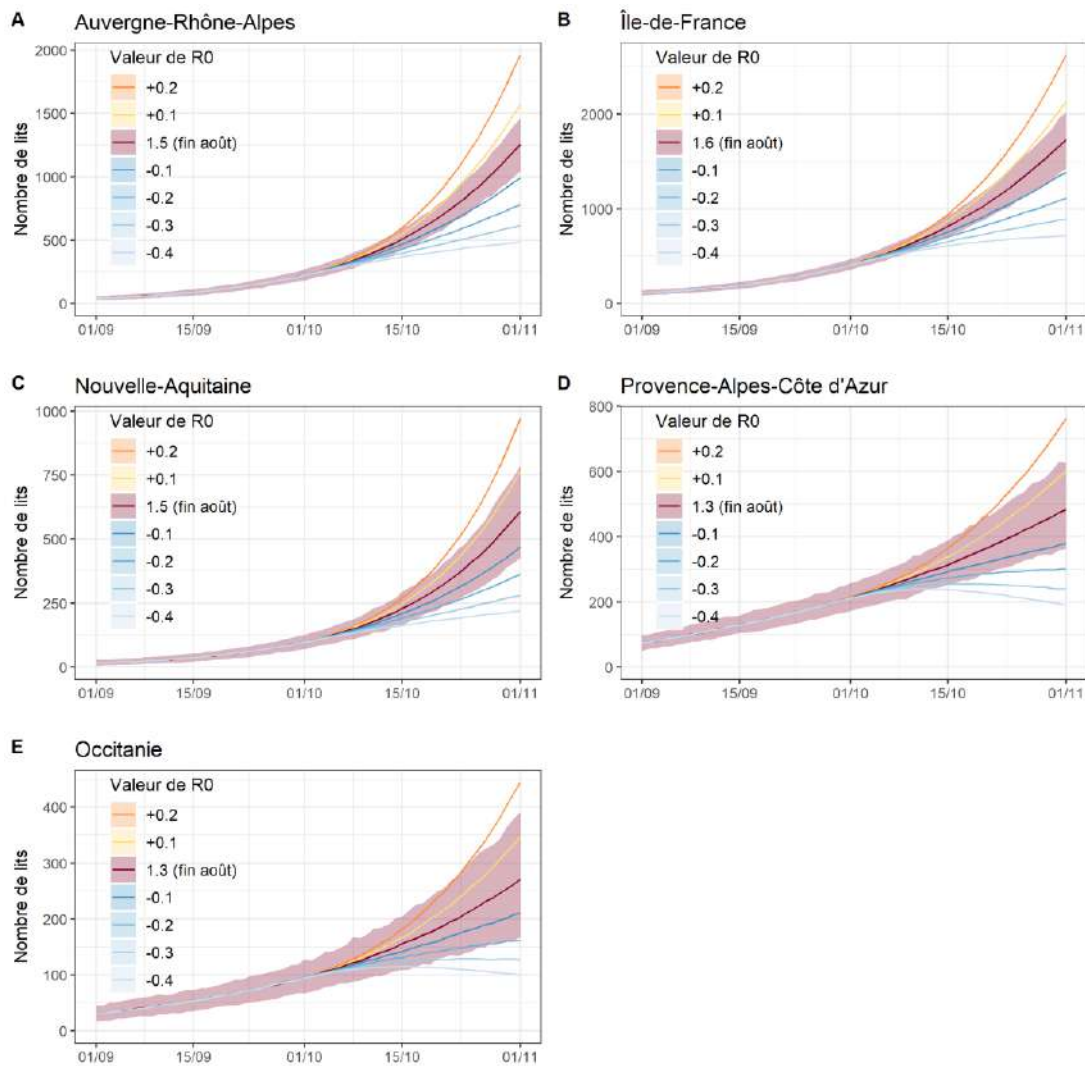 A Auvergne-Rhône-Alpes
Nombre de lits
2000
1500
1000
500
0
Valeur de R0
+0.2
+0.1
1.5 (fin août)
-0.1
-0.2
-0.3
-0.4
01/09 15/09 01/10 15/10 01/11
B Île-de-France
Nombre de lits
2000
1000
0
Valeur de R0
+0.2
+0.1
1.6 (fin août)
-0.1
-0.2
-0.3
-0.4
01/09 15/09 01/10 15/10 01/11
C Nouvelle-Aquitaine
Nombre de lits
1000
750
500
250
0
Valeur de R0
+0.2
+0.1
1.5 (fin août)
-0.1
-0.2
-0.3
-0.4
01/09 15/09 01/10 15/10 01/11
D Provence-Alpes-Côte d'Azur
Nombre de lits
800
600
400
200
0
Valeur de R0
+0.2
+0.1
1.3 (fin août)
-0.1
-0.2
-0.3
-0.4
01/09 15/09 01/10 15/10 01/11
E Occitanie
Nombre de lits
400
300
200
100
0
Valeur de R0
+0.2
+0.1
1.3 (fin août)
-0.1
-0.2
-0.3
-0.4
01/09 15/09 01/10 15/10 01/11